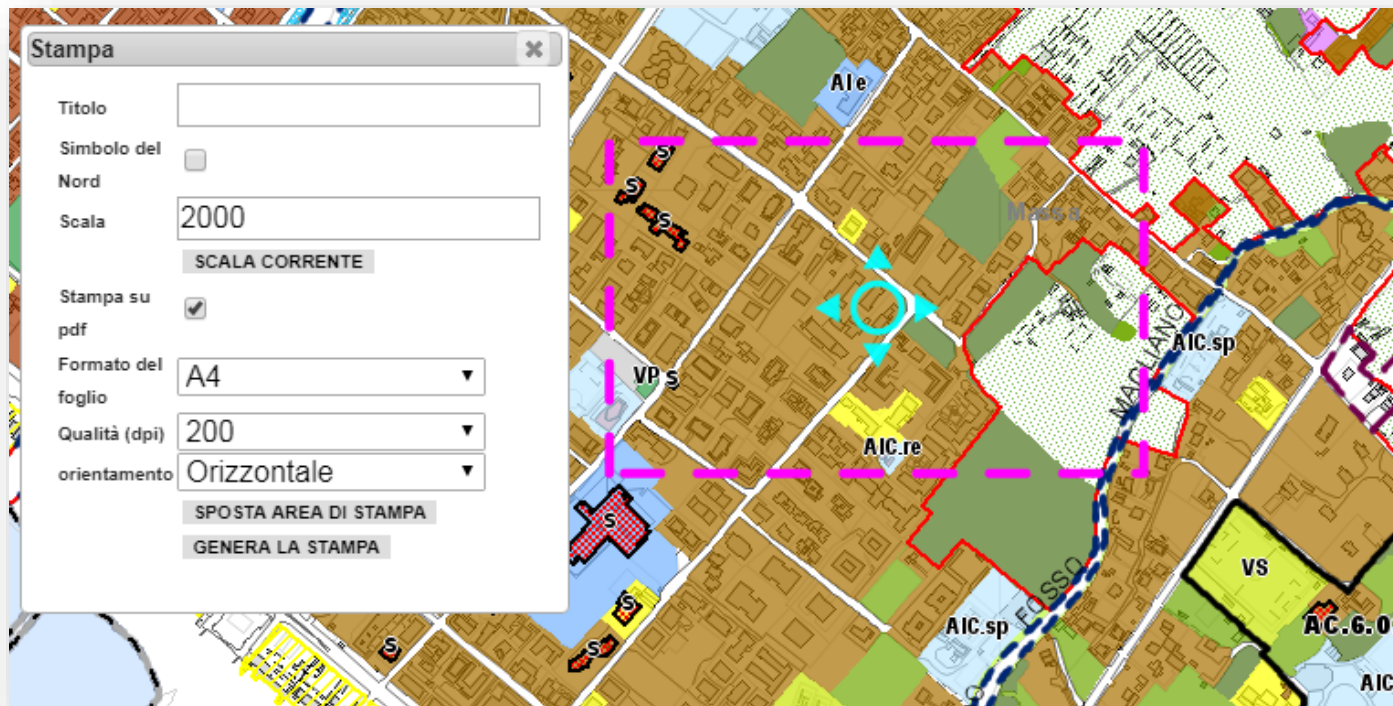 Stampa
Titolo
Simbolo del
Nord
Scala
2000
SCALA CORRENTE
Stampa su
pdf
Formato del
foglio
A4
Qualità (dpi)
200
orientamento
Orizzontale
SPOSTA AREA DI STAMPA
GENERA LA STAMPA
AIe
S
S
S
Massa
VP S
AIC.re
MAGLIANO
AIC.sp
S
S
S
S
FOSSO
AIC.sp
VS
AC.6.0
AIC